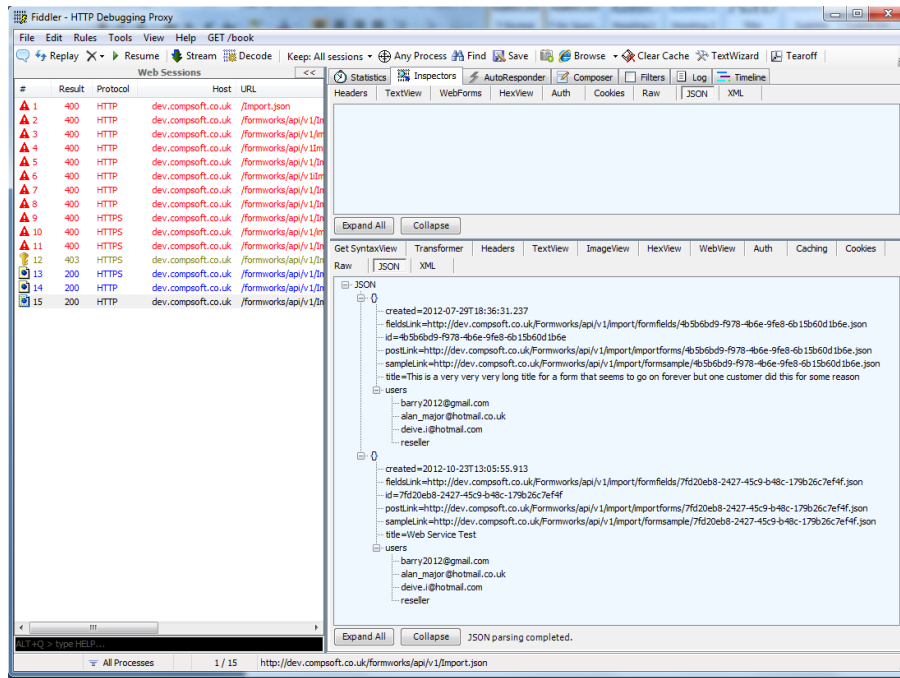 Fiddler - HTTP Debugging Proxy
File Edit Rules Tools View Help GET /book
Replay X Resume Stream Decode Keep: All sessions Any Process Find Save Browse Clear Cache TextWizard Tearoff
Web Sessions <<
# Result Protocol Host URL
1 400 HTTP dev.compsoft.co.uk /Import.json
2 400 HTTP dev.compsoft.co.uk /formworks/api/v1/In
3 400 HTTP dev.compsoft.co.uk /formworks/api/v1/im
4 400 HTTP dev.compsoft.co.uk /formworks/api/v1Im
5 400 HTTP dev.compsoft.co.uk /formworks/api/v1/In
6 400 HTTP dev.compsoft.co.uk
7 400 HTTP dev.compsoft.co.uk /formworks/api/v1/In
8 400 HTTP dev.compsoft.co.uk /formworks/api/v1/In
9 400 HTTPS dev.compsoft.co.uk /formworks/api/v1/In
10 400 HTTPS dev.compsoft.co.uk /formworks/api/v1/im
11 400 HTTPS dev.compsoft.co.uk /formworks/api/v1/In
12 403 HTTPS dev.compsoft.co.uk /formworks/api/v1/In
13 200 HTTPS dev.compsoft.co.uk /formworks/api/v1/In
14 200 HTTP dev.compsoft.co.uk /formworks/api/v1/In
15 200 HTTP dev.compsoft.co.uk /formworks/api/v1/In
ALT+Q > type HELP...
Statistics Inspectors AutoResponder Composer Filters Log Timeline
Headers TextView WebForms HexView Auth Cookies Raw JSON XML
Expand All Collapse
Get SyntaxView Transformer Headers TextView ImageView HexView WebView Auth Caching Cookies
Raw JSON XML
JSON
{}
created=2012-07-29T18:36:31.237
fieldsLink=http://dev.compsoft.co.uk/Formworks/api/v1/import/formfields/4b5b6bd9-f978-4b6e-9fe8-6b15b60d1b6e.json
id=4b5b6bd9-f978-4b6e-9fe8-6b15b60d1b6e
postLink=http://dev.compsoft.co.uk/Formworks/api/v1/import/importforms/4b5b6bd9-f978-4b6e-9fe8-6b15b60d1b6e.json
sampleLink=http://dev.compsoft.co.uk/Formworks/api/v1/import/formsample/4b5b6bd9-f978-4b6e-9fe8-6b15b60d1b6e.json
title=This is a very very very long title for a form that seems to go on forever but one customer did this for some reason
users
barry2012@gmail.com
alan_major@hotmail.co.uk
deive.i@hotmail.com
reseller
{}
created=2012-10-23T13:05:55.913
fieldsLink=http://dev.compsoft.co.uk/Formworks/api/v1/import/formfields/7fd20eb8-2427-45c9-b48c-179b26c7ef4f.json
id=7fd20eb8-2427-45c9-b48c-179b26c7ef4f
postLink=http://dev.compsoft.co.uk/Formworks/api/v1/import/importforms/7fd20eb8-2427-45c9-b48c-179b26c7ef4f.json
sampleLink=http://dev.compsoft.co.uk/Formworks/api/v1/import/formsample/7fd20eb8-2427-45c9-b48c-179b26c7ef4f.json
title=Web Service Test
users
barry2012@gmail.com
alan_major@hotmail.co.uk
deive.i@hotmail.com
reseller
Expand All Collapse JSON parsing completed.
All Processes 1 / 15 http://dev.compsoft.co.uk/formworks/api/v1/Import.json